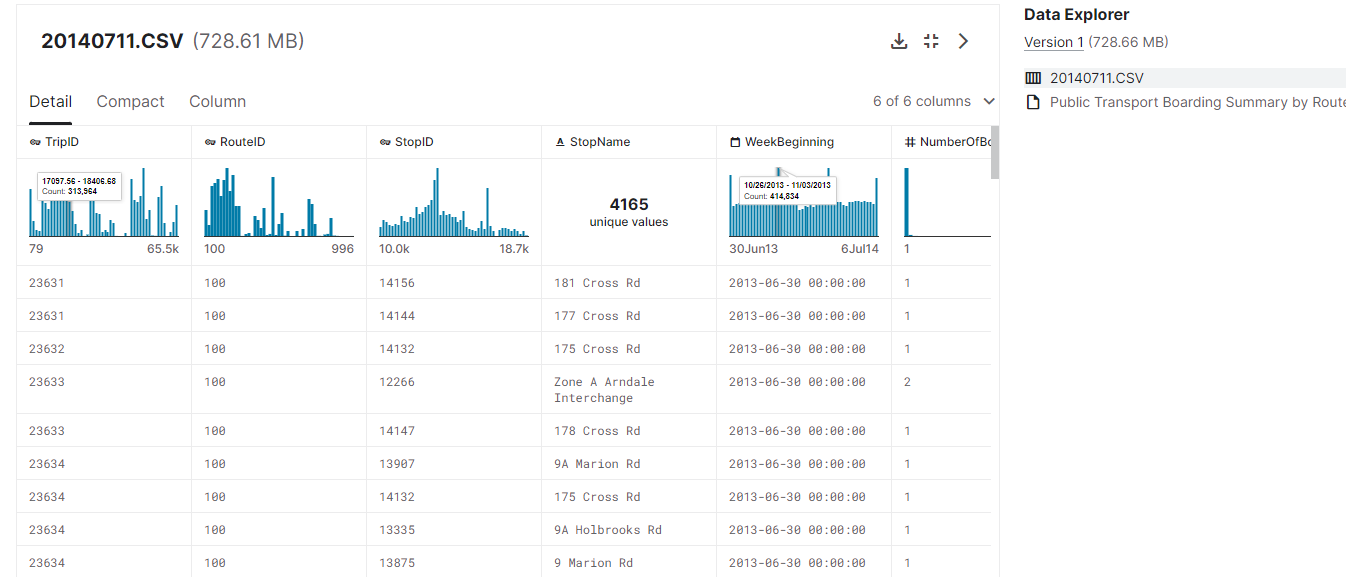 20140711.CSV (728.61 MB)
Detail Compact Column 6 of 6 columns
TripID RouteID StopID StopName WeekBeginning NumberOfBo
17097.56 - 18406.68
Count: 313,964
4165
unique values
10/26/2013 - 11/03/2013
Count: 414,834
79 65.5k 100 996 10.0k 18.7k 30Jun13 6Jul14 1
23631 100 14156 181 Cross Rd 2013-06-30 00:00:00 1
23631 100 14144 177 Cross Rd 2013-06-30 00:00:00 1
23632 100 14132 175 Cross Rd 2013-06-30 00:00:00 1
23633 100 12266 Zone A Arndale 2013-06-30 00:00:00 2
Interchange
23633 100 14147 178 Cross Rd 2013-06-30 00:00:00 1
23634 100 13907 9A Marion Rd 2013-06-30 00:00:00 1
23634 100 14132 175 Cross Rd 2013-06-30 00:00:00 1
23634 100 13335 9A Holbrooks Rd 2013-06-30 00:00:00 1
23634 100 13875 9 Marion Rd 2013-06-30 00:00:00 1
Data Explorer
Version 1 (728.66 MB)
20140711.CSV
Public Transport Boarding Summary by Route